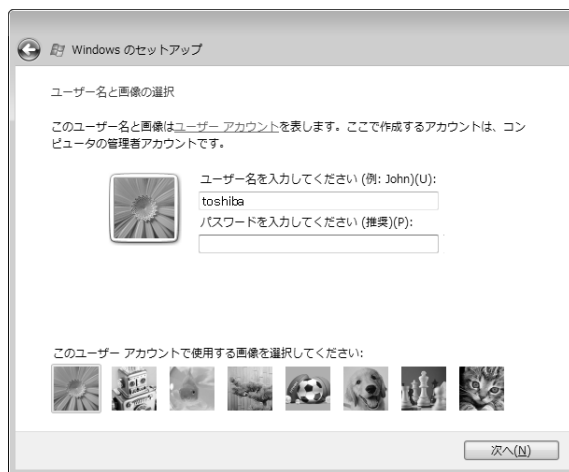 Windows のセットアップ
ユーザー名と画像の選択
このユーザー名と画像はユーザー アカウントを表します。ここで作成するアカウントは、コン
ピュータの管理者アカウントです。
ユーザー名を入力してください (例: John)(U):
toshiba
パスワードを入力してください (推奨)(P):
このユーザー アカウントで使用する画像を選択してください:
次へ(N)